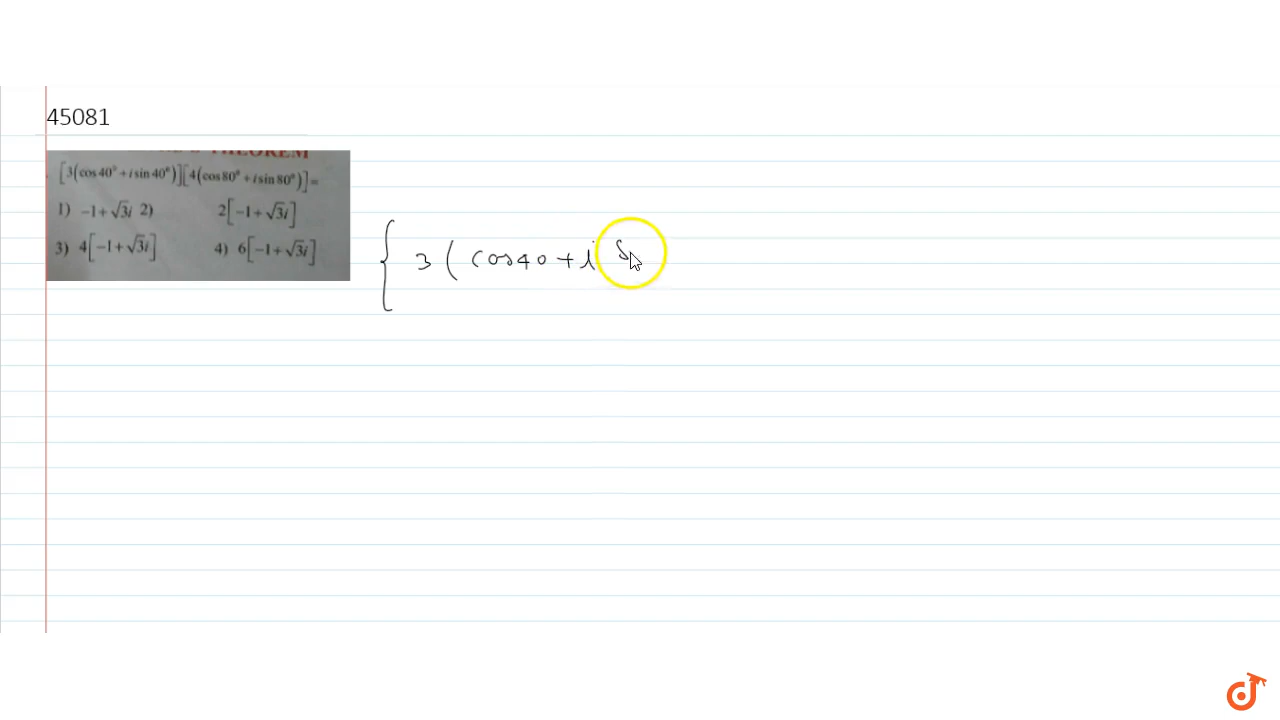 45081
THEOREM
[3(cos 40° + i sin 40°)][4(cos 80° + i sin 80°)] =
1) -1+√3i 2) 2[-1+√3i]
3) 4[-1+√3i] 4) 6[-1+√3i]
{ 3 ( cos 40 + i S